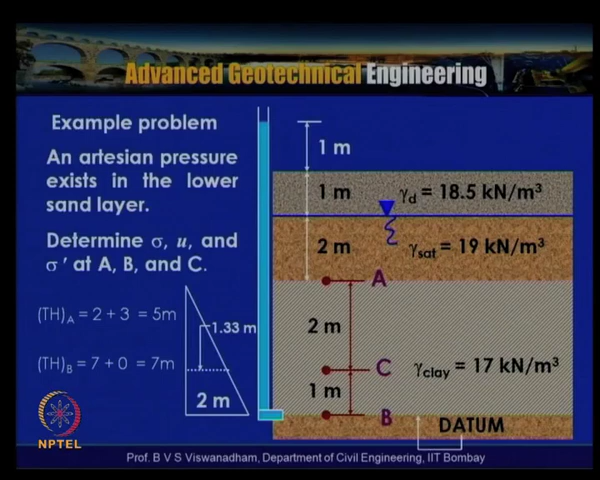 Advanced Geotechnical Engineering
Example problem
An artesian pressure
exists in the lower
sand layer.
Determine σ, u, and
σ' at A, B, and C.
(TH)A = 2 + 3 = 5m
(TH)B = 7 + 0 = 7m
1.33 m
2 m
1 m
1 m
γd = 18.5 kN/m³
2 m
γsat = 19 kN/m³
A
2 m
C
γclay = 17 kN/m³
1 m
B
DATUM
NPTEL
Prof. B V S Viswanadham, Department of Civil Engineering, IIT Bombay